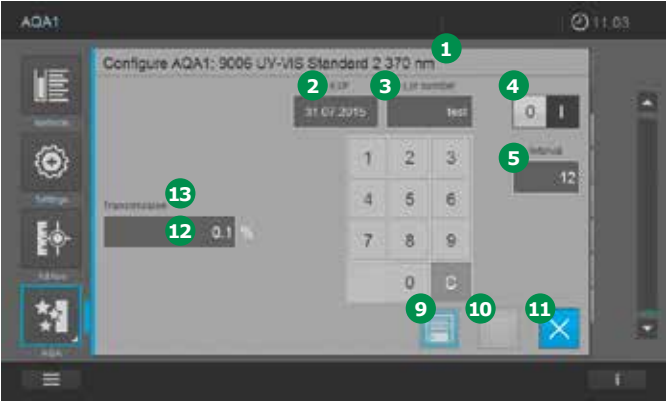 AQA1
11:03
Configure AQA1: 9006 UV-VIS Standard 2 370 nm
1
2
3
Lot number
4
31.07.2015
test
0 I
5
Interval
12
1 2 3
4 5 6
7 8 9
0 C
13
Transmission
12
0.1 %
9
10
11
Settings
AQA
i